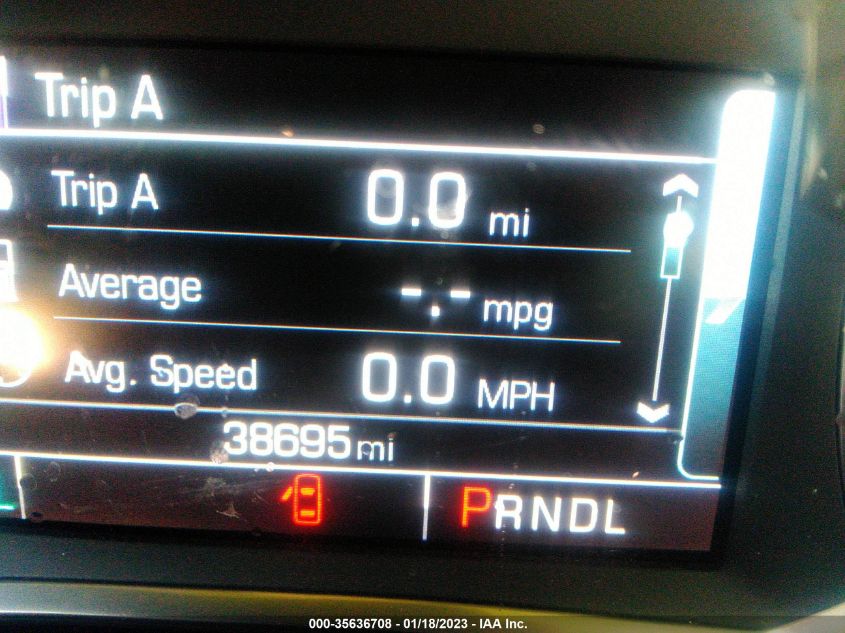 Trip A
Trip A 0.0 mi
Average -.- mpg
Avg. Speed 0.0 MPH
38695 mi
PRNDL
000-35636708 - 01/18/2023 - IAA Inc.